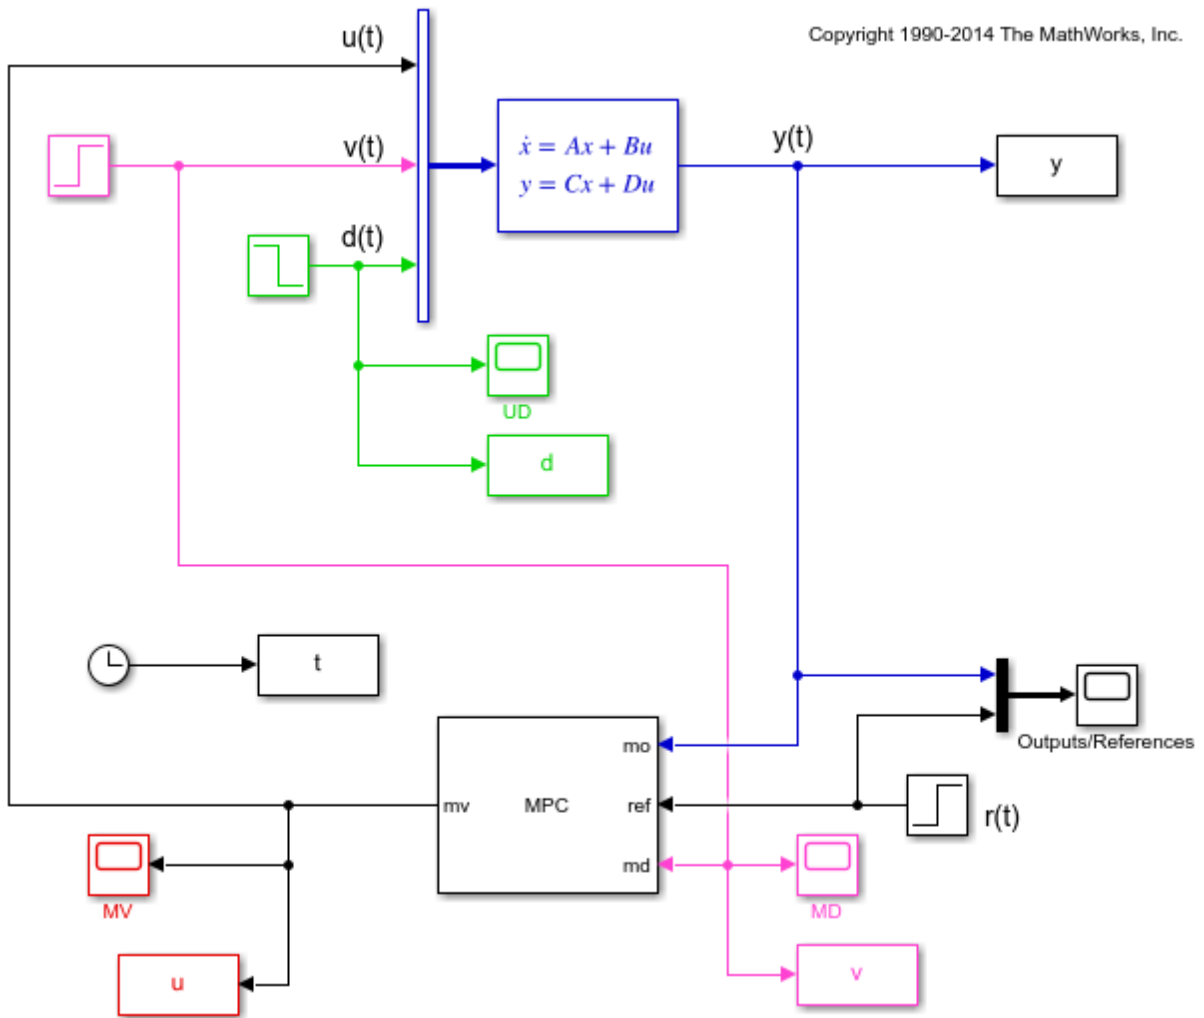 Copyright 1990-2014 The MathWorks, Inc.
u(t)
v(t)
d(t)
ẋ = Ax + Bu
y = Cx + Du
y(t)
y
UD
d
t
mo
mv
MPC
ref
md
Outputs/References
r(t)
MV
MD
u
v